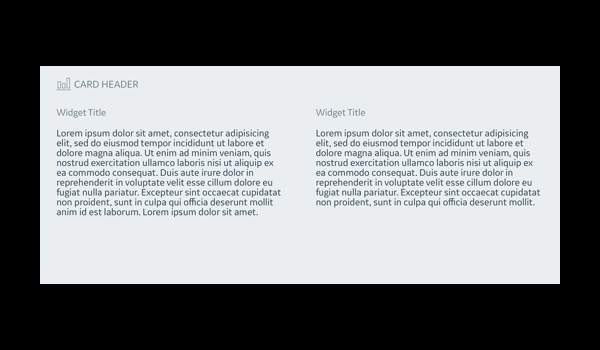 CARD HEADER
Widget Title
Lorem ipsum dolor sit amet, consectetur adipisicing
elit, sed do eiusmod tempor incididunt ut labore et
dolore magna aliqua. Ut enim ad minim veniam, quis
nostrud exercitation ullamco laboris nisi ut aliquip ex
ea commodo consequat. Duis aute irure dolor in
reprehenderit in voluptate velit esse cillum dolore eu
fugiat nulla pariatur. Excepteur sint occaecat cupidatat
non proident, sunt in culpa qui officia deserunt mollit
anim id est laborum. Lorem ipsum dolor sit amet.
Widget Title
Lorem ipsum dolor sit amet, consectetur adipisicing
elit, sed do eiusmod tempor incididunt ut labore et
dolore magna aliqua. Ut enim ad minim veniam, quis
nostrud exercitation ullamco laboris nisi ut aliquip ex
ea commodo consequat. Duis aute irure dolor in
reprehenderit in voluptate velit esse cillum dolore eu
fugiat nulla pariatur. Excepteur sint occaecat cupidatat
non proident, sunt in culpa qui officia deserunt mollit.